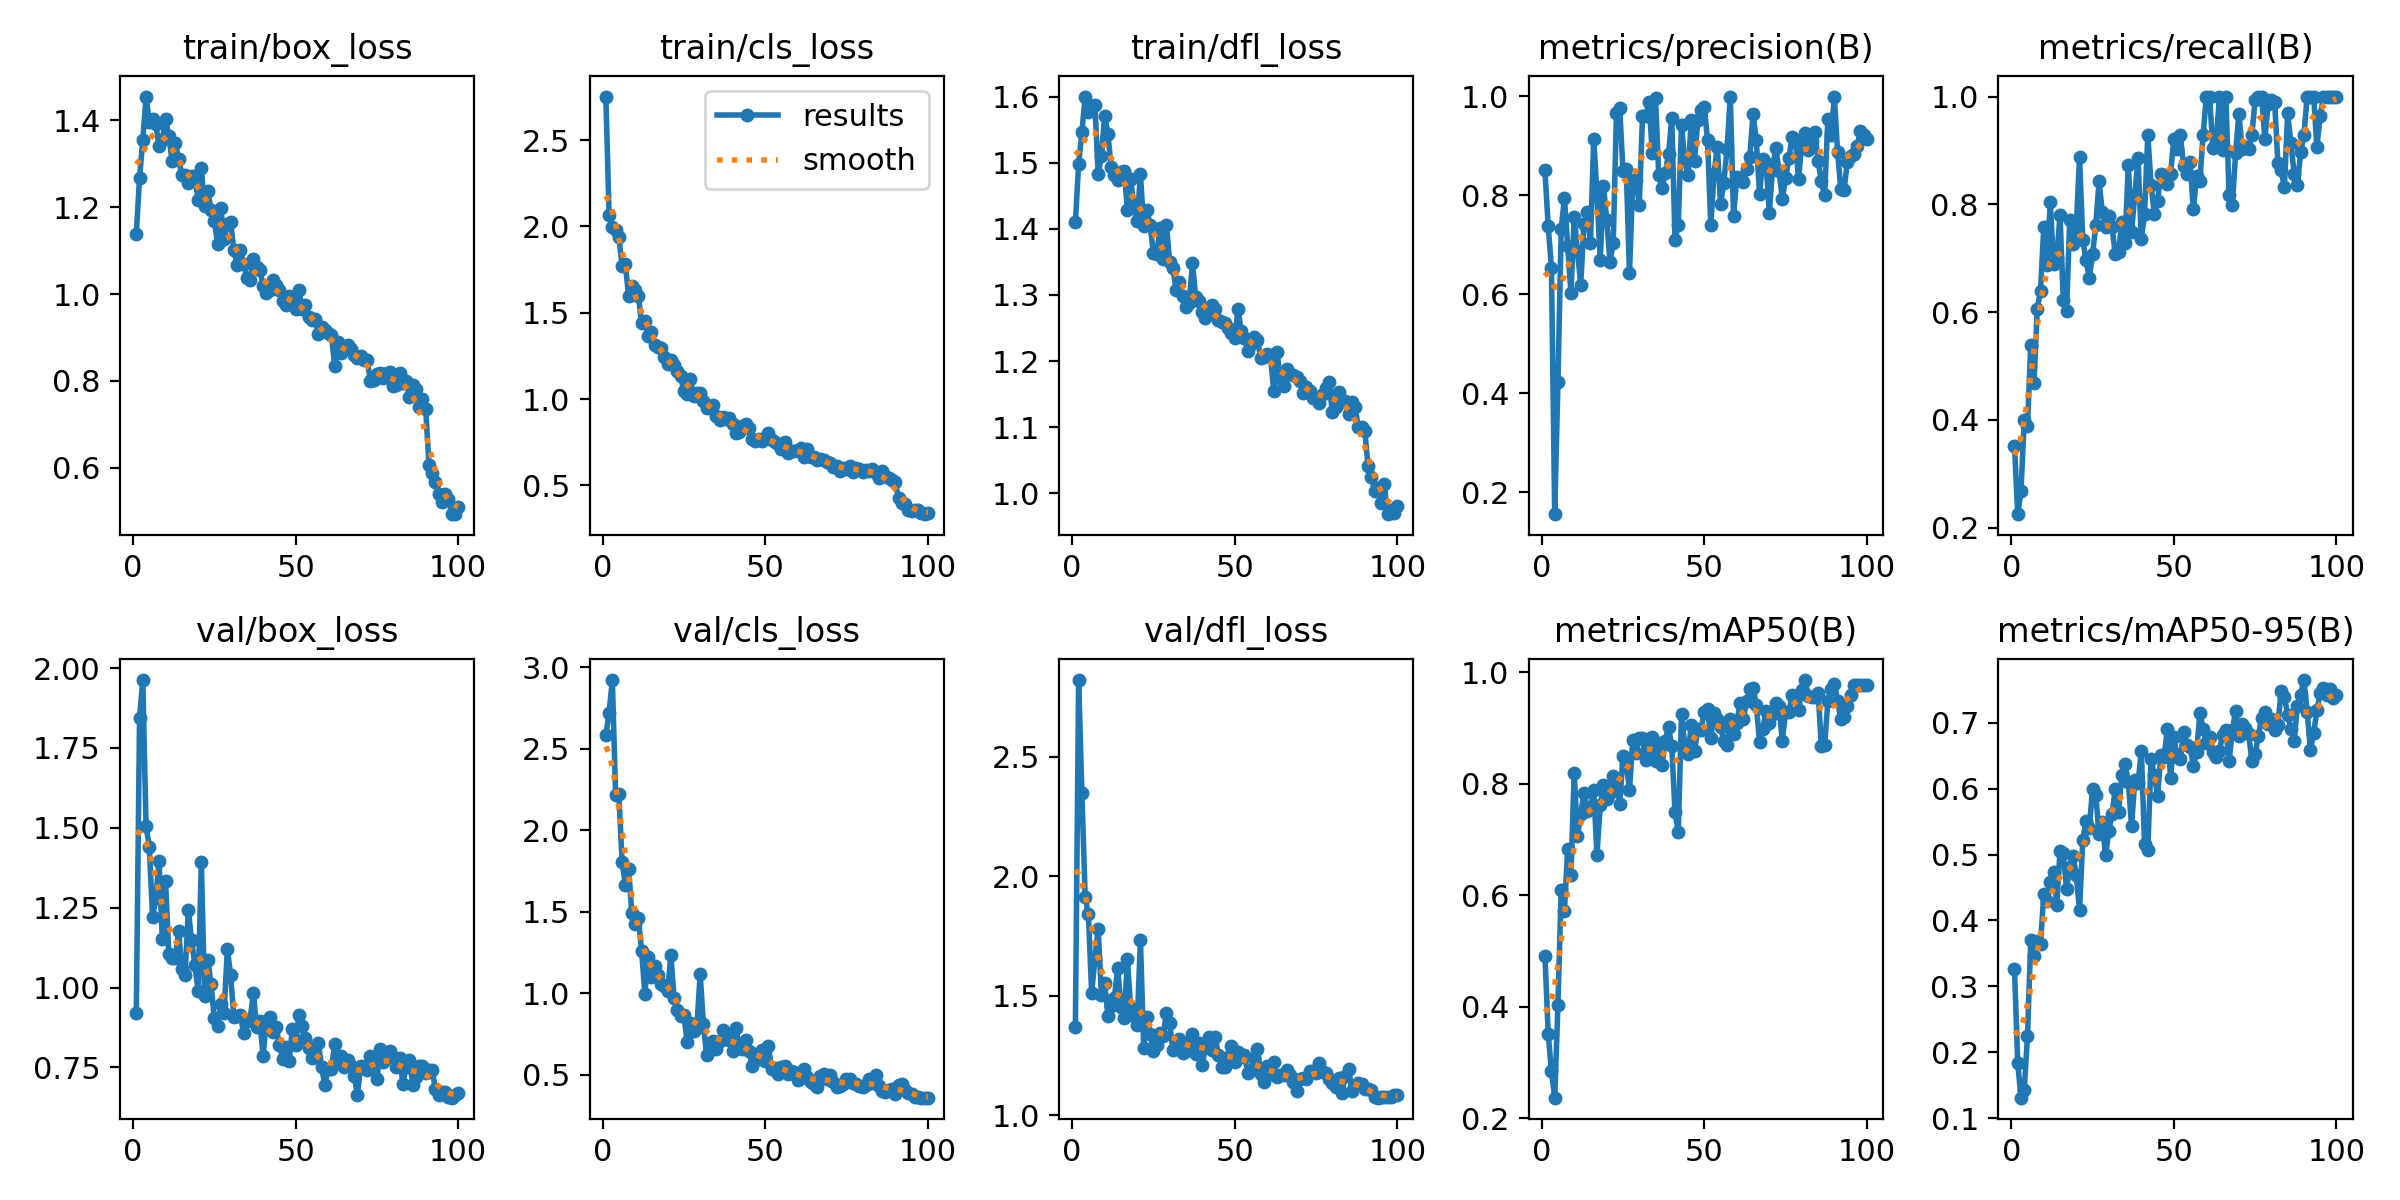 train/box_loss
1.4
1.2
1.0
0.8
0.6
0 50 100
train/cls_loss
results
smooth
2.5
2.0
1.5
1.0
0.5
0 50 100
train/dfl_loss
1.6
1.5
1.4
1.3
1.2
1.1
1.0
0 50 100
metrics/precision(B)
1.0
0.8
0.6
0.4
0.2
0 50 100
metrics/recall(B)
1.0
0.8
0.6
0.4
0.2
0 50 100
val/box_loss
2.00
1.75
1.50
1.25
1.00
0.75
0 50 100
val/cls_loss
3.0
2.5
2.0
1.5
1.0
0.5
0 50 100
val/dfl_loss
2.5
2.0
1.5
1.0
0 50 100
metrics/mAP50(B)
1.0
0.8
0.6
0.4
0.2
0 50 100
metrics/mAP50-95(B)
0.7
0.6
0.5
0.4
0.3
0.2
0.1
0 50 100